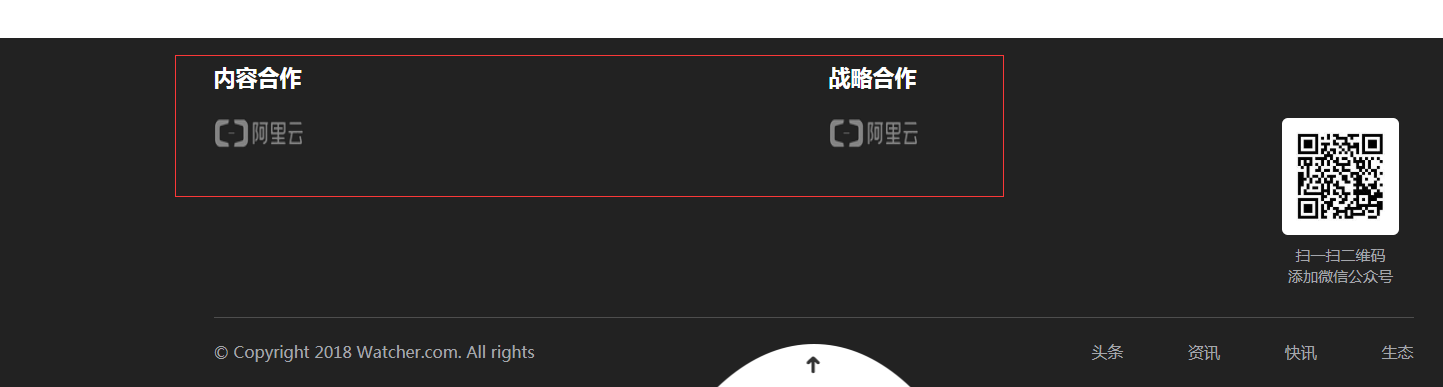 内容合作
战略合作
阿里云
阿里云
扫一扫二维码
添加微信公众号
© Copyright 2018 Watcher.com. All rights
头条
资讯
快讯
生态